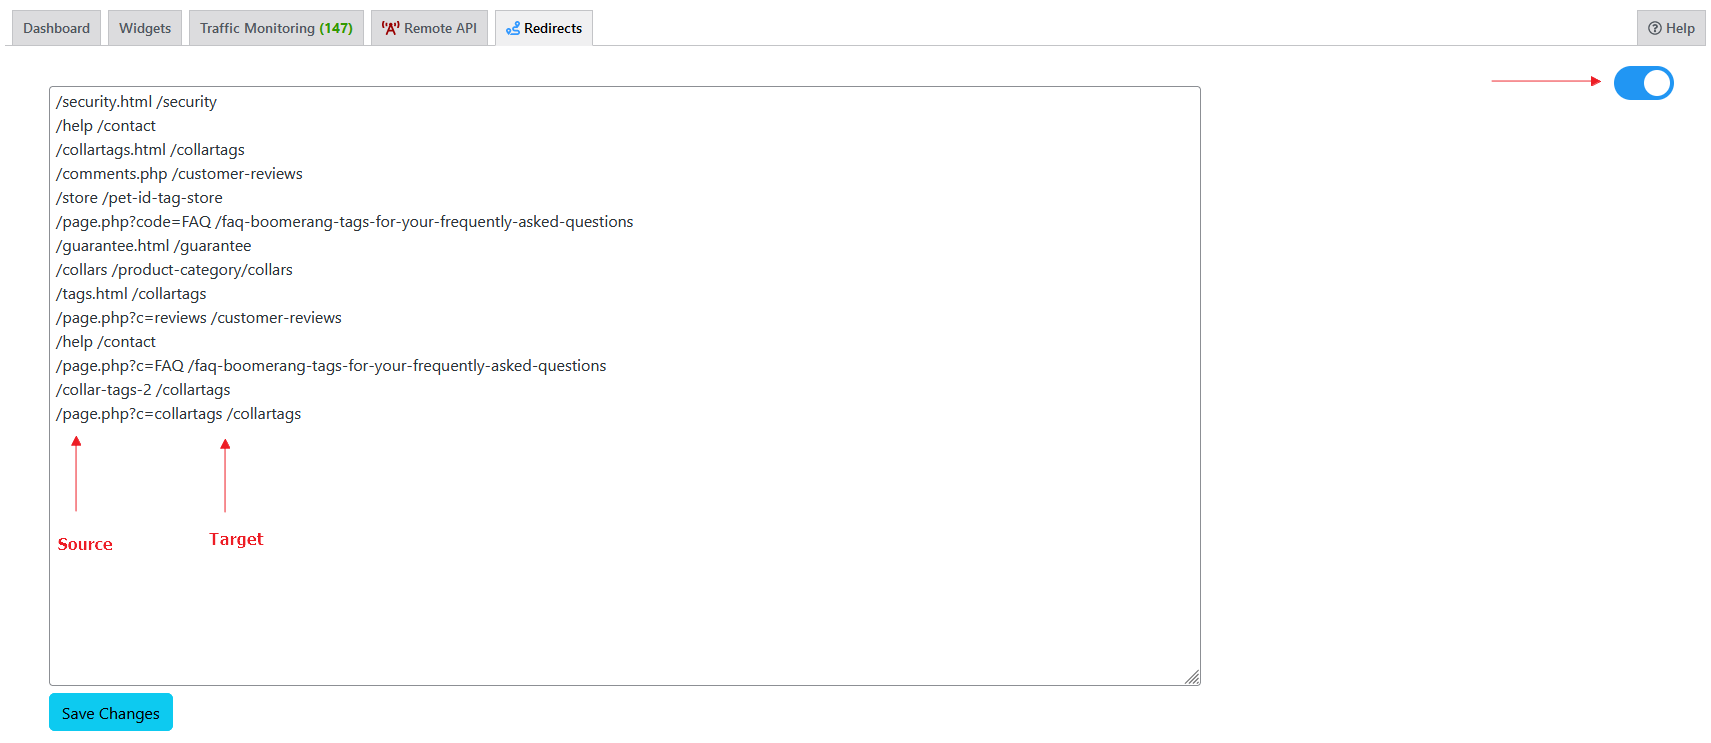 Dashboard
Widgets
Traffic Monitoring (147)
Remote API
Redirects
Help
/security.html /security
/help /contact
/collartags.html /collartags
/comments.php /customer-reviews
/store /pet-id-tag-store
/page.php?code=FAQ /faq-boomerang-tags-for-your-frequently-asked-questions
/guarantee.html /guarantee
/collars /product-category/collars
/tags.html /collartags
/page.php?c=reviews /customer-reviews
/help /contact
/page.php?c=FAQ /faq-boomerang-tags-for-your-frequently-asked-questions
/collar-tags-2 /collartags
/page.php?c=collartags /collartags
Source
Target
Save Changes